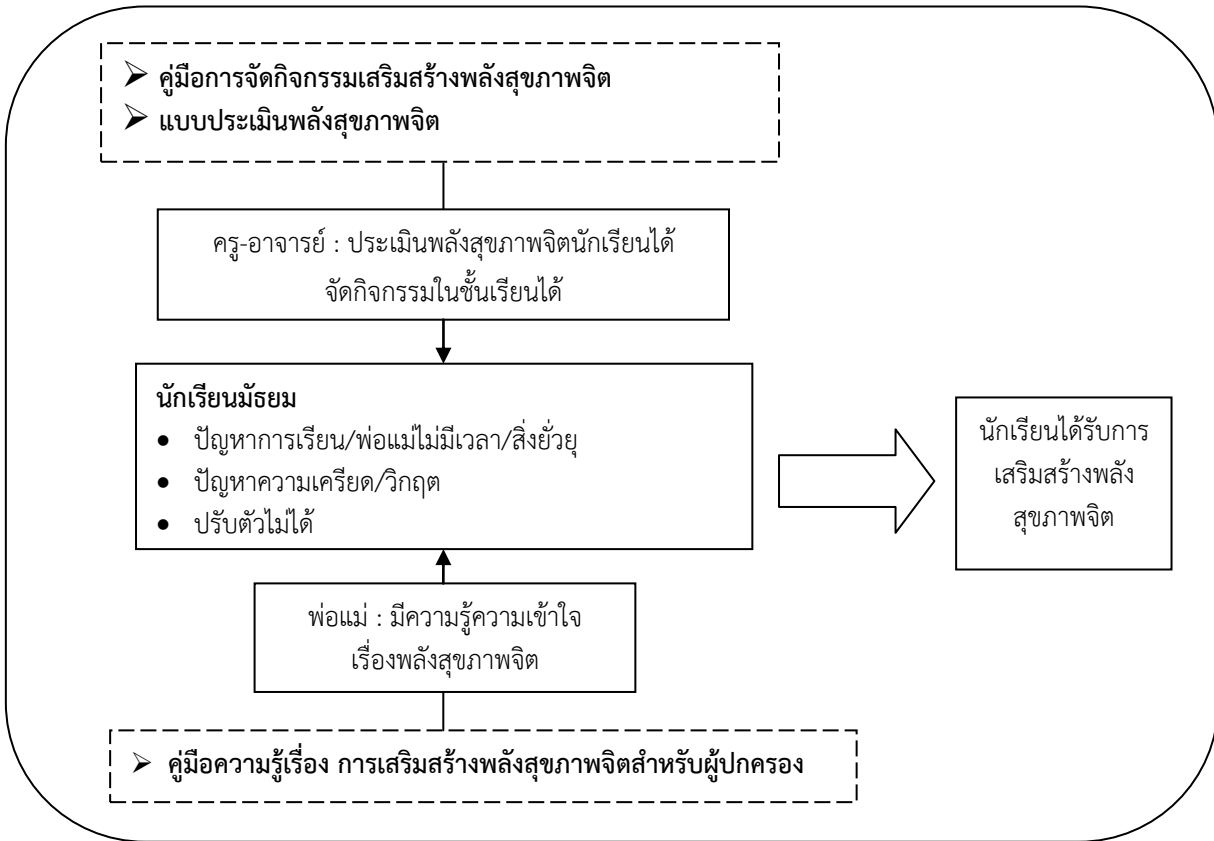 ➢ คู่มือการจัดกิจกรรมเสริมสร้างพลังสุขภาพจิต
➢ แบบประเมินพลังสุขภาพจิต
ครู-อาจารย์ : ประเมินพลังสุขภาพจิตนักเรียนได้
จัดกิจกรรมในชั้นเรียนได้
นักเรียนมัธยม
• ปัญหาการเรียน/พ่อแม่ไม่มีเวลา/สิ่งยั่วยุ
• ปัญหาความเครียด/วิกฤต
• ปรับตัวไม่ได้
นักเรียนได้รับการ
เสริมสร้างพลัง
สุขภาพจิต
พ่อแม่ : มีความรู้ความเข้าใจ
เรื่องพลังสุขภาพจิต
➢ คู่มือความรู้เรื่อง การเสริมสร้างพลังสุขภาพจิตสำหรับผู้ปกครอง